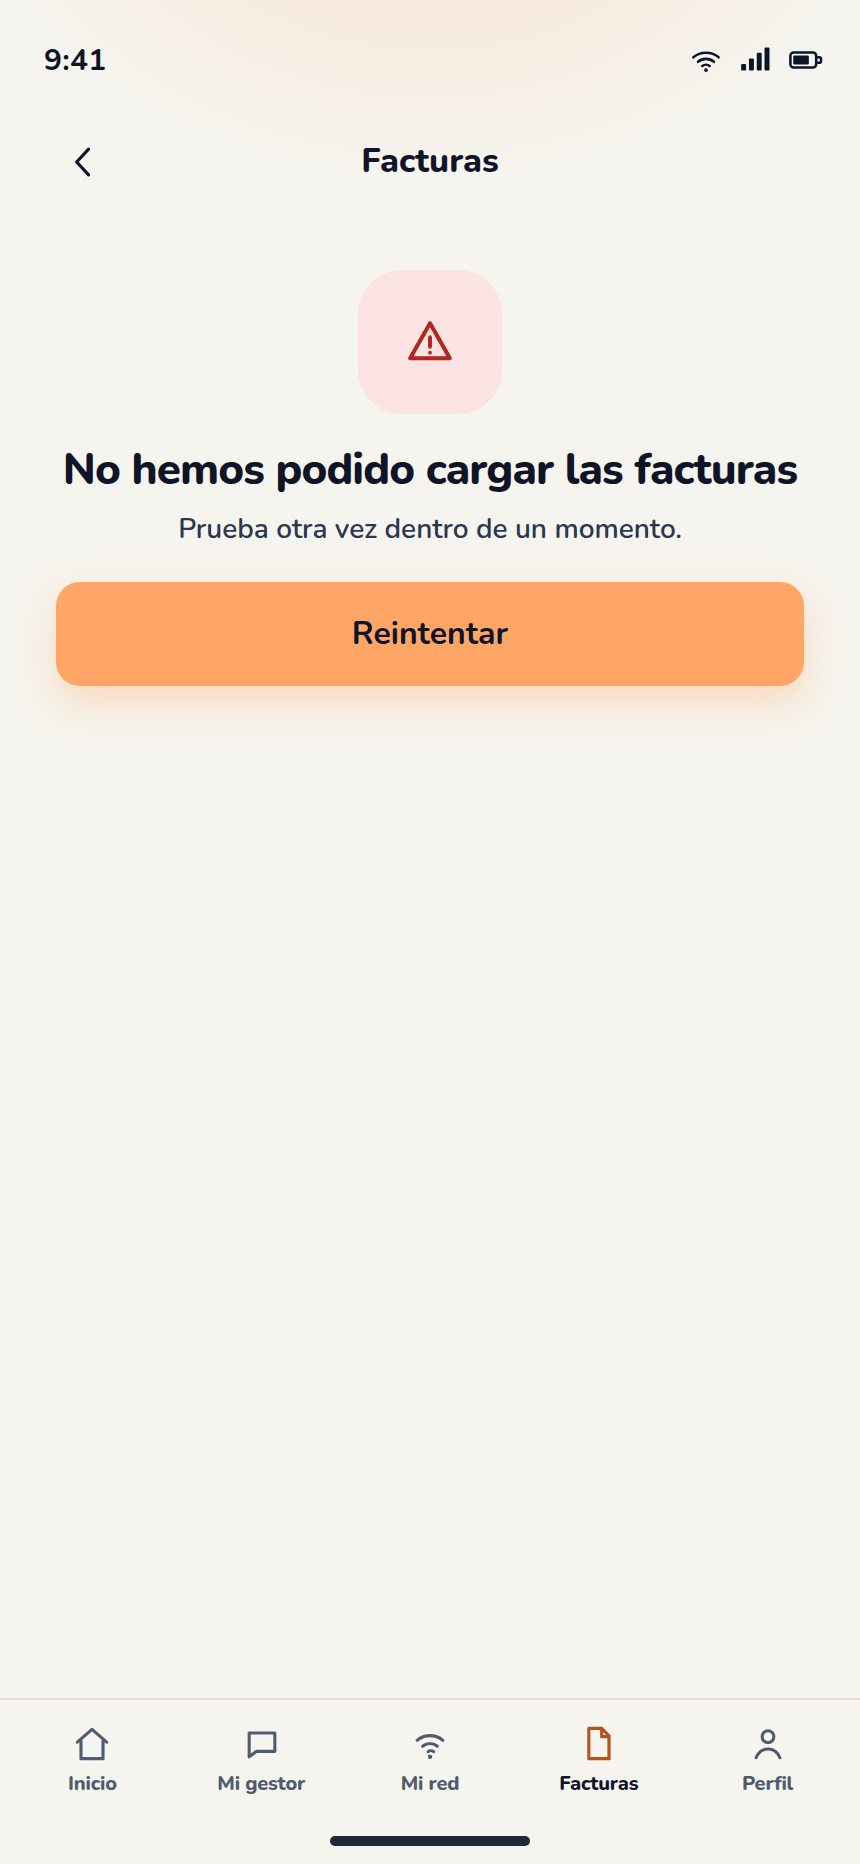 9:41
Facturas
No hemos podido cargar las facturas
Prueba otra vez dentro de un momento.
Reintentar
Inicio
Mi gestor
Mi red
Facturas
Perfil